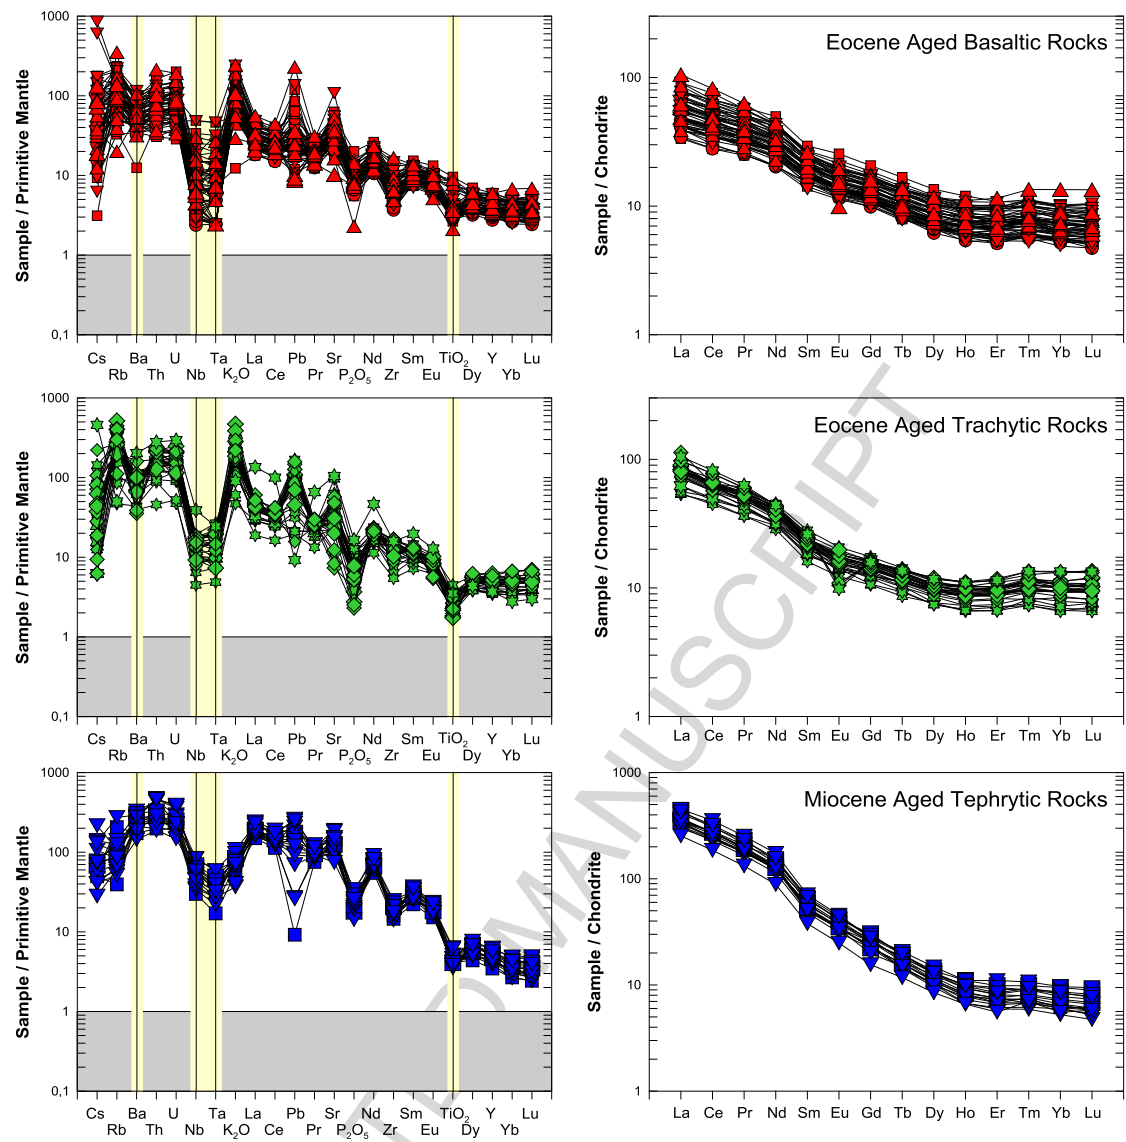 1000
100
10
1
0,1
Sample / Primitive Mantle
Cs Ba U Ta La Pb Sr Nd Sm TiO2 Y Lu
Rb Th Nb K2O Ce Pr P2O5 Zr Eu Dy Yb
Eocene Aged Basaltic Rocks
100
10
1
Sample / Chondrite
La Ce Pr Nd Sm Eu Gd Tb Dy Ho Er Tm Yb Lu
1000
100
10
1
0,1
Sample / Primitive Mantle
Cs Ba U Ta La Pb Sr Nd Sm TiO2 Y Lu
Rb Th Nb K2O Ce Pr P2O5 Zr Eu Dy Yb
Eocene Aged Trachytic Rocks
100
10
1
Sample / Chondrite
La Ce Pr Nd Sm Eu Gd Tb Dy Ho Er Tm Yb Lu
1000
100
10
1
0,1
Sample / Primitive Mantle
Cs Ba U Ta La Pb Sr Nd Sm TiO2 Y Lu
Rb Th Nb K2O Ce Pr P2O5 Zr Eu Dy Yb
Miocene Aged Tephrytic Rocks
1000
100
10
1
Sample / Chondrite
La Ce Pr Nd Sm Eu Gd Tb Dy Ho Er Tm Yb Lu
TED MANUSCRIPT